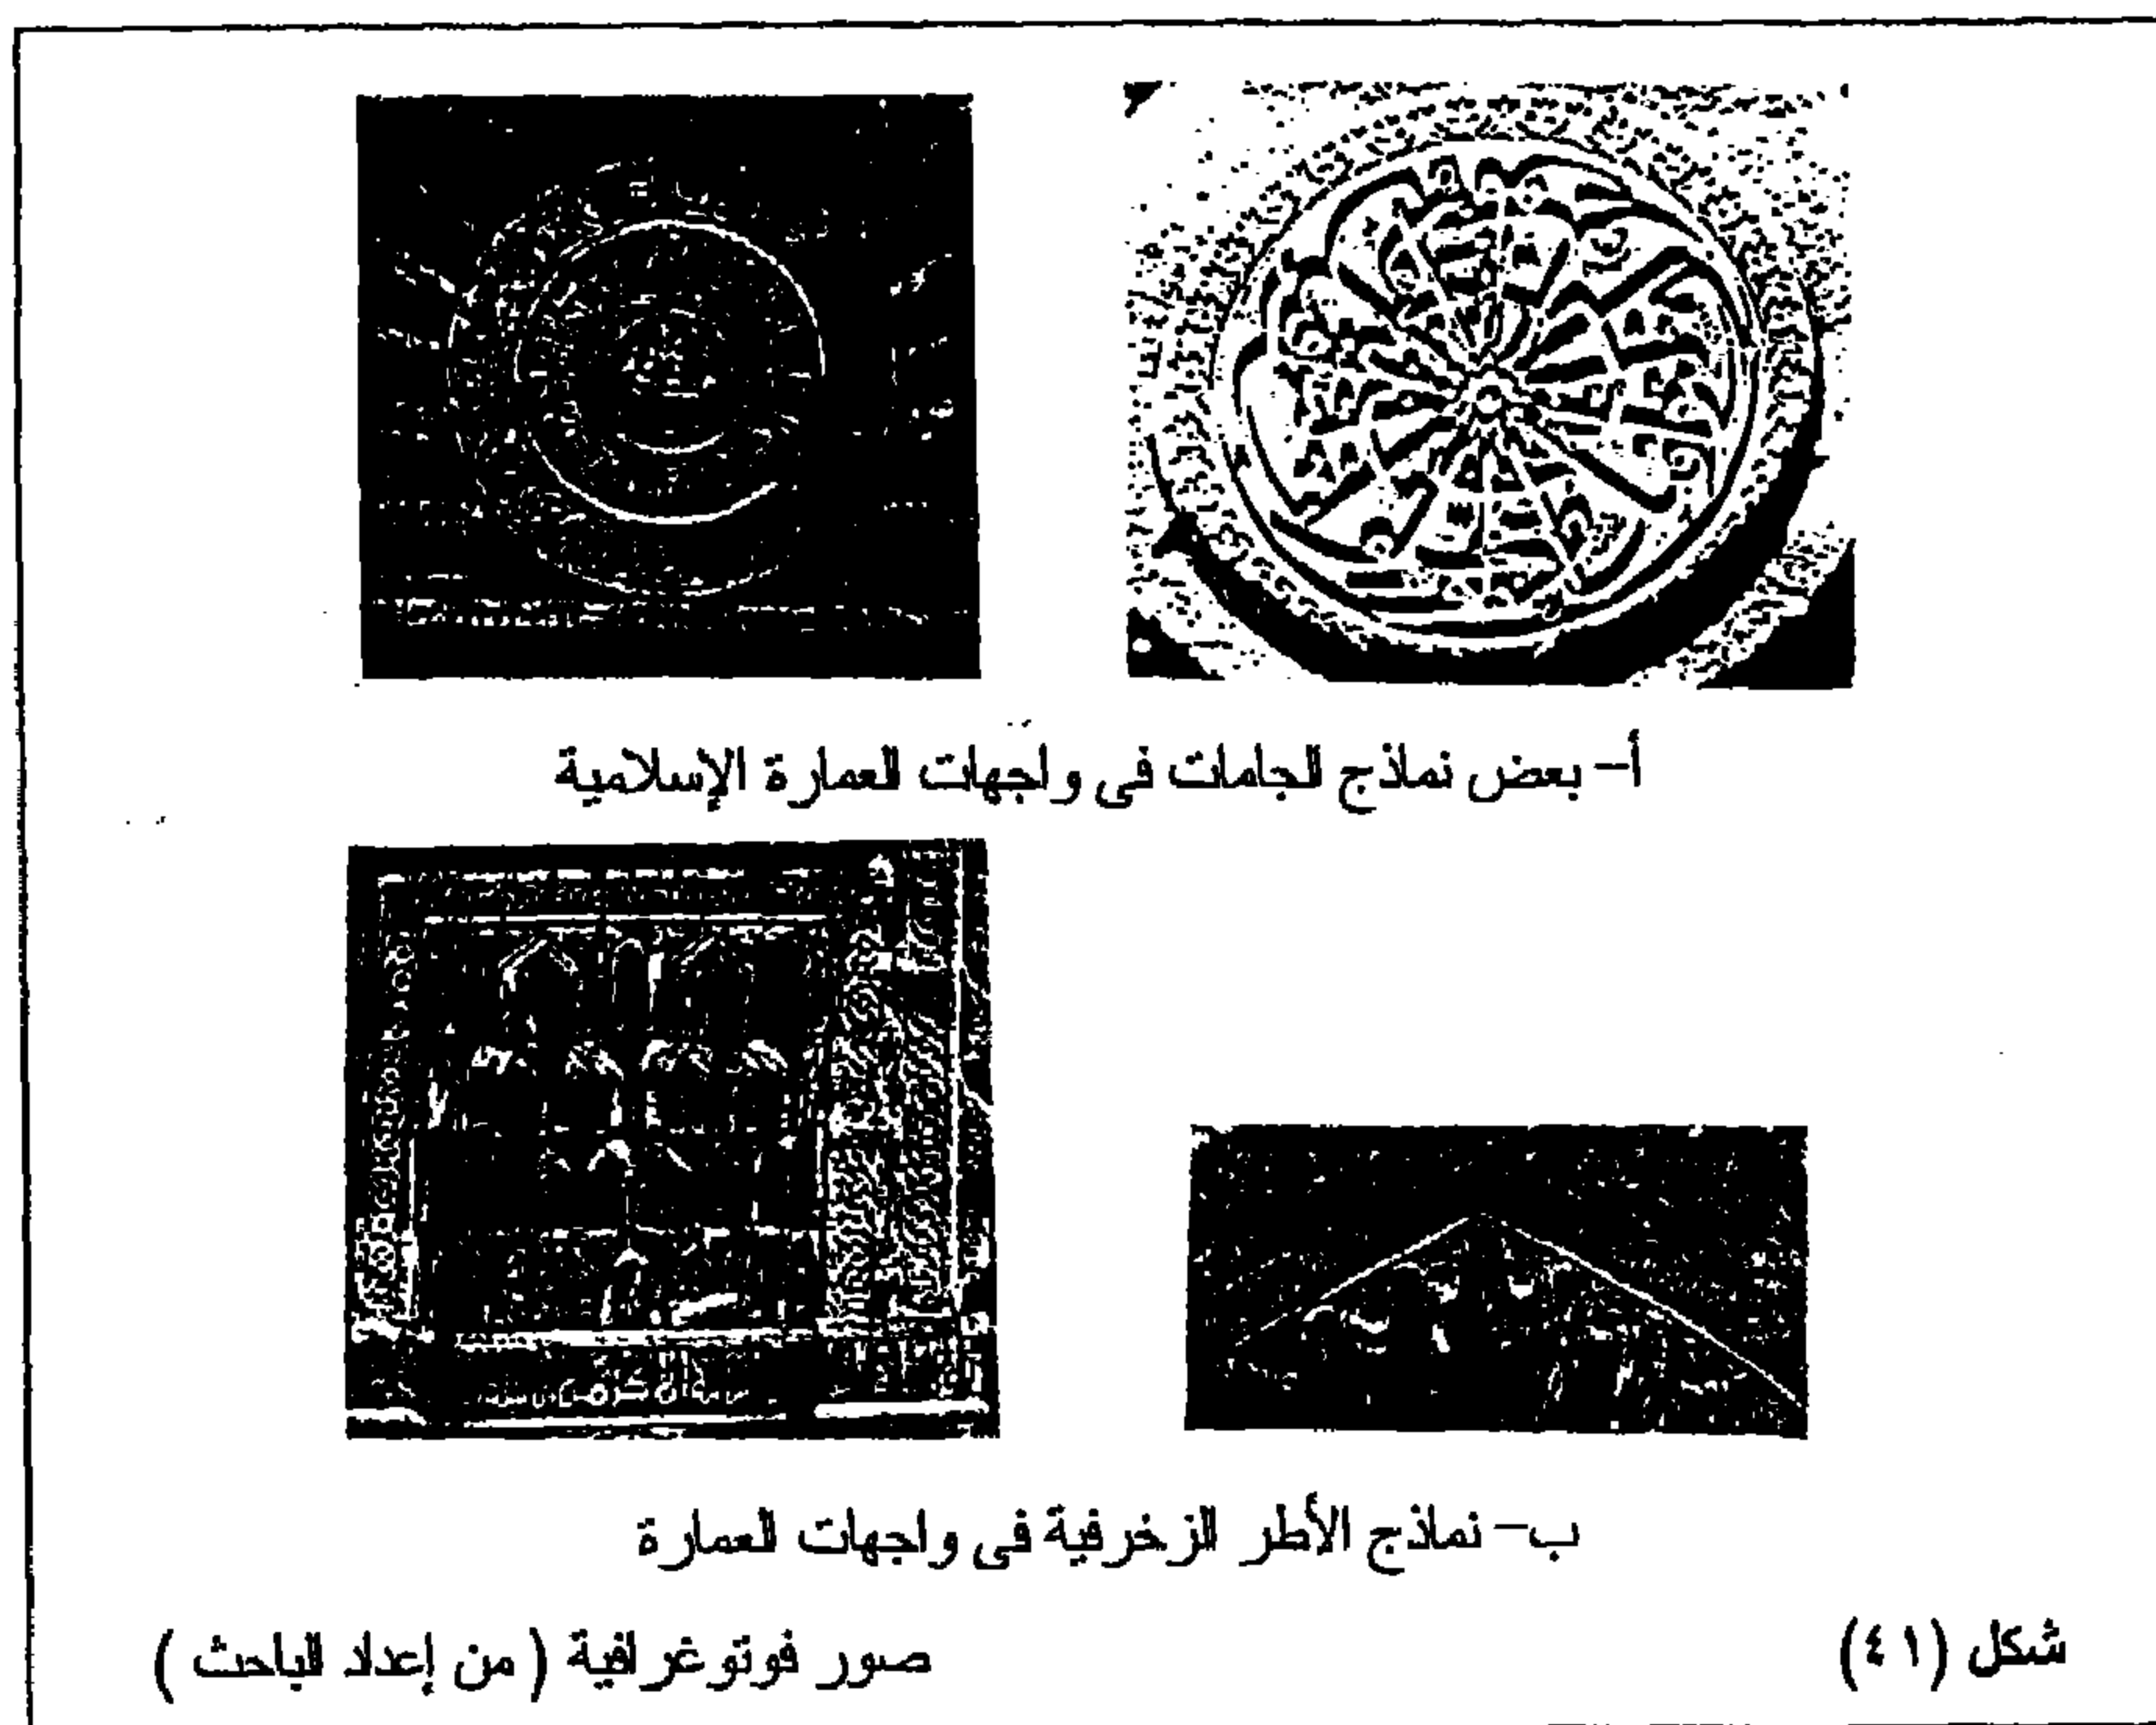 أ- بعض نماذج الجامات فى واجهات العمارة الإسلامية
ب- نماذج الأطر الزخرفية فى واجهات العمارة
شكل (٤١)
صور فوتوغرافية ( من إعداد الباحث )